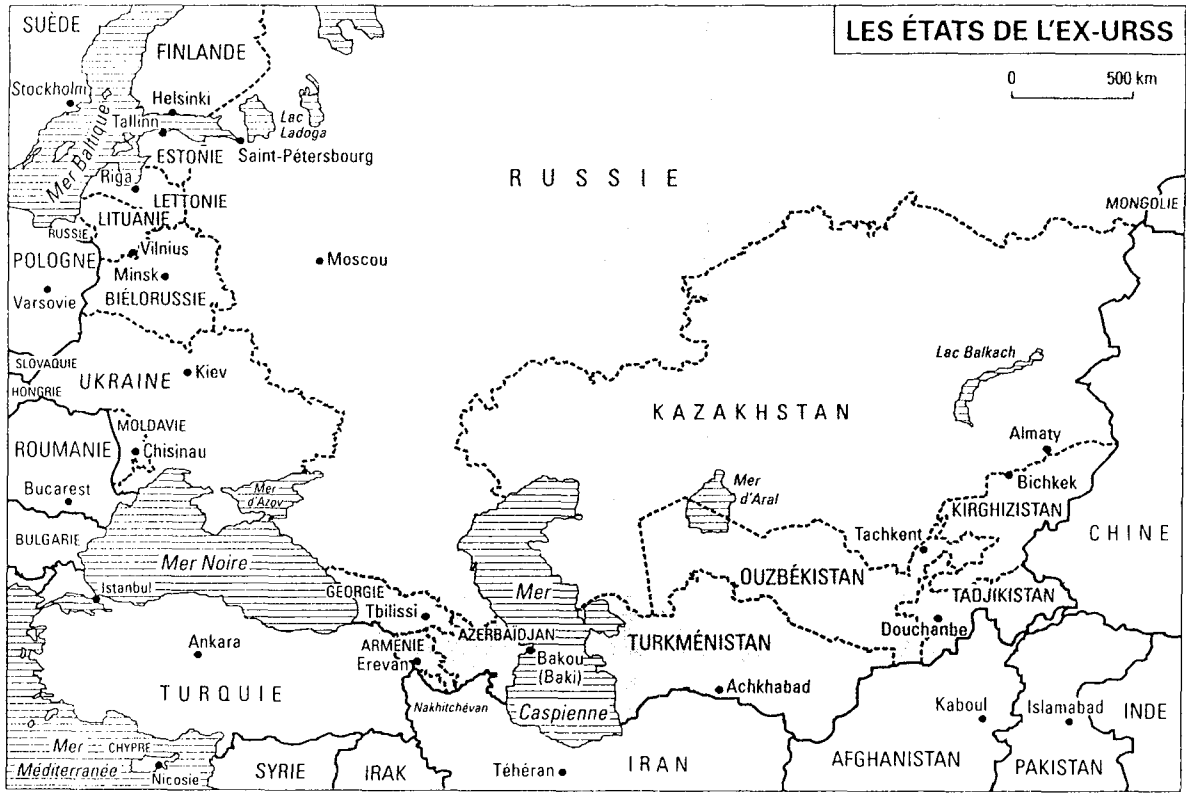 LES ÉTATS DE L'EX-URSS
0 500 km
SUÈDE
FINLANDE
Stockholm
Helsinki
Tallinn
Lac
Ladoga
Mer Baltique
ESTONIE
Saint-Pétersbourg
Riga
LETTONIE
LITUANIE
RUSSIE
RUSSIE
MONGOLIE
Vilnius
POLOGNE
Minsk
Moscou
Varsovie
BIÉLORUSSIE
SLOVAQUIE
Kiev
UKRAINE
HONGRIE
Lac Balkach
KAZAKHSTAN
MOLDAVIE
ROUMANIE
Chisinau
Almaty
Bucarest
Mer
d'Azov
Mer
d'Aral
Bichkek
KIRGHIZISTAN
BULGARIE
Tachkent
CHINE
Mer Noire
Istanbul
GEORGIE
Mer
OUZBÉKISTAN
TADJIKISTAN
Tbilissi
Douchanbe
Ankara
ARMÉNIE
AZERBAÏDJAN
TURKMÉNISTAN
Erevan
Bakou
(Baki)
TURQUIE
Achkhabad
Nakhitchévan
Caspienne
Kaboul
Islamabad
INDE
Mer
Méditerranée
CHYPRE
Nicosie
SYRIE
IRAK
Téhéran
IRAN
AFGHANISTAN
PAKISTAN